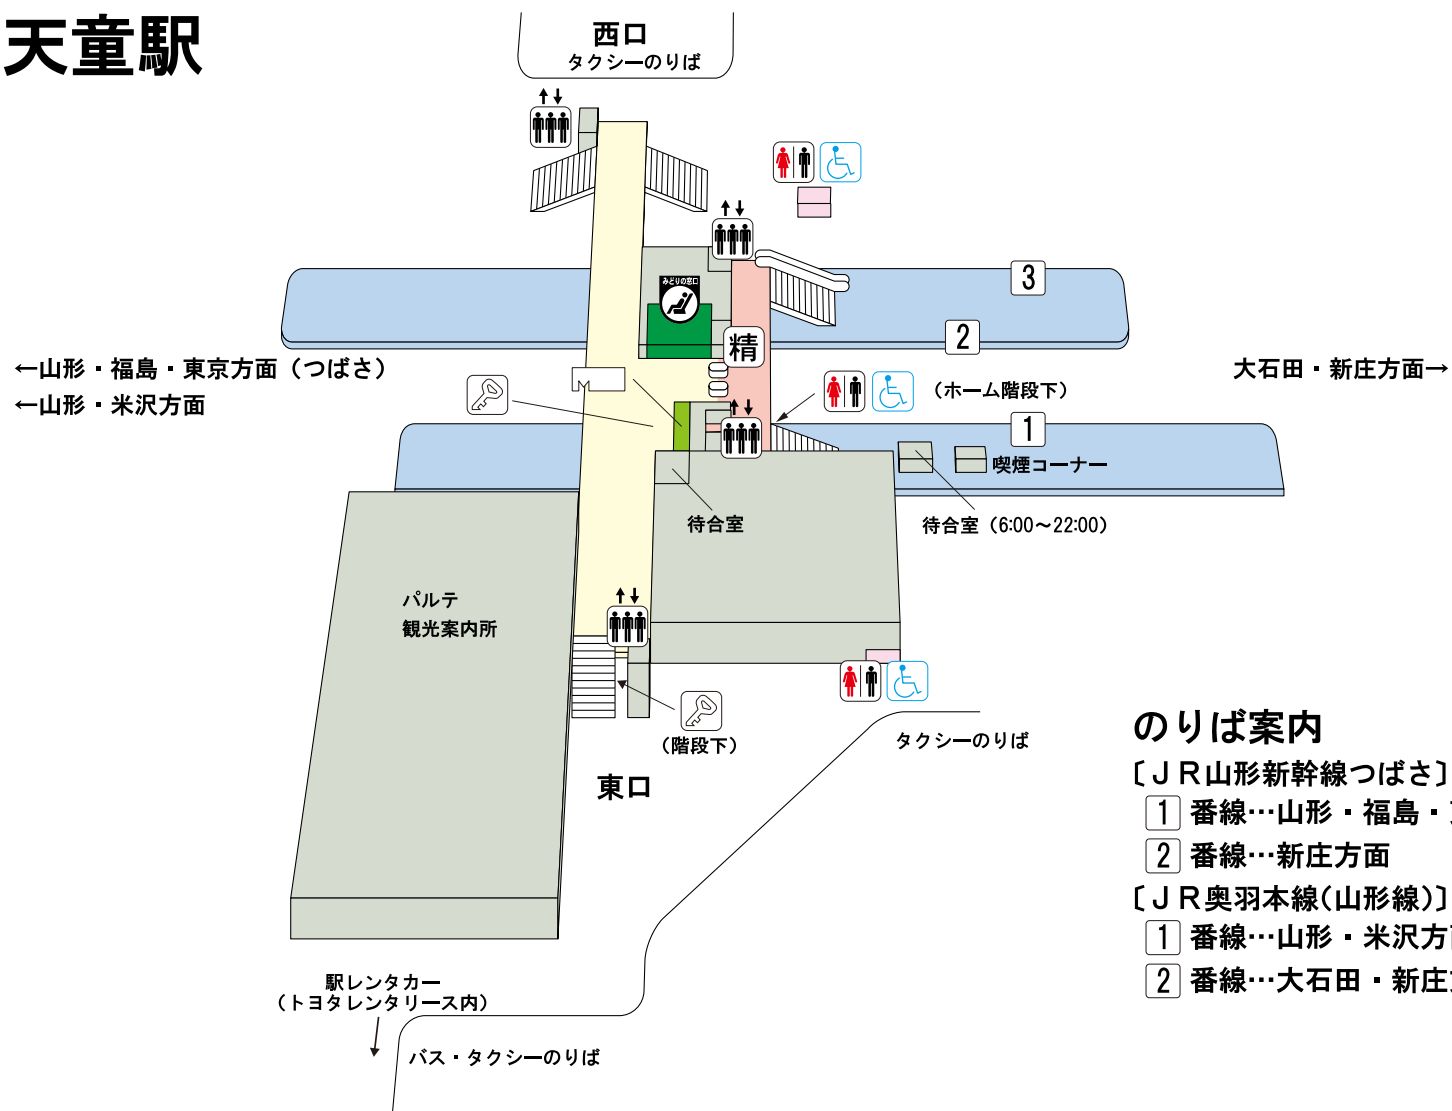 天童駅
西口
タクシーのりば
みどりの窓口
3
2
精
←山形・福島・東京方面（つばさ）
←山形・米沢方面
大石田・新庄方面→
（ホーム階段下）
1
喫煙コーナー
待合室
待合室（6:00～22:00）
パルテ
観光案内所
（階段下）
東口
タクシーのりば
駅レンタカー
（トヨタレンタリース内）
バス・タクシーのりば
のりば案内
〔ＪＲ山形新幹線つばさ〕
1 番線…山形・福島・
2 番線…新庄方面
〔ＪＲ奥羽本線(山形線)〕
1 番線…山形・米沢方
2 番線…大石田・新庄